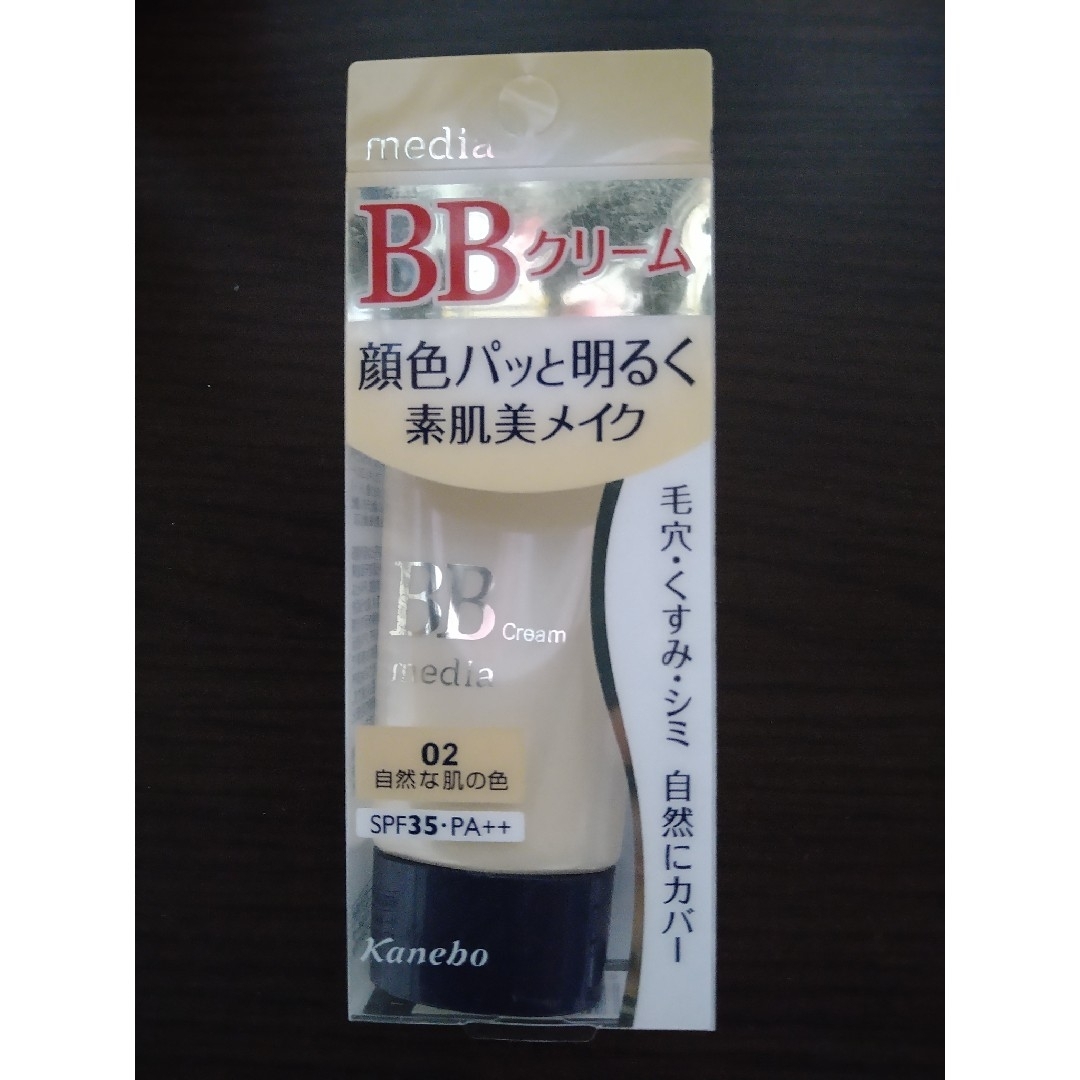 media
BBクリーム
顔色パッと明るく
素肌美メイク
毛穴・くすみ・シミ 自然にカバー
BB Cream
media
02
自然な肌の色
SPF35・PA++
Kanebo